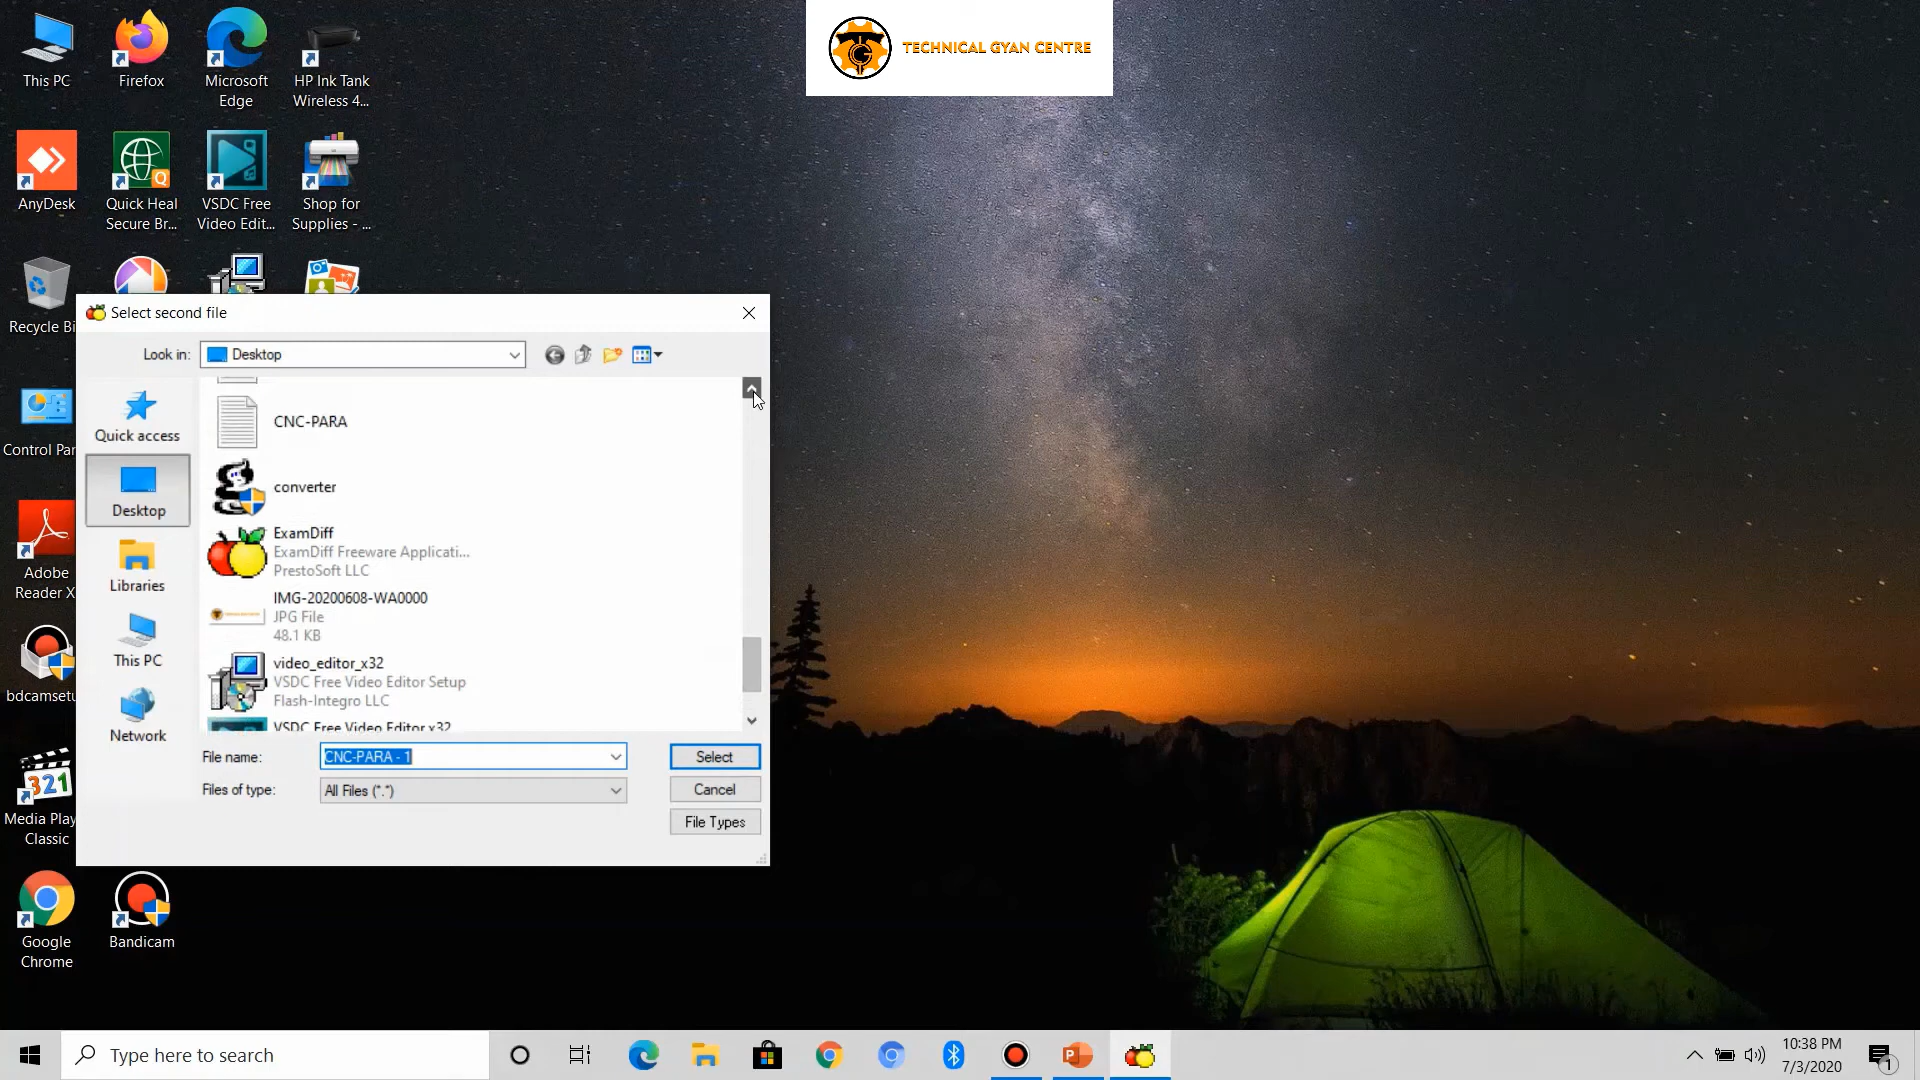 TECHNICAL GYAN CENTRE
This PC
Firefox
Microsoft
Edge
HP Ink Tank
Wireless 4...
AnyDesk
Quick Heal
Secure Br...
VSDC Free
Video Edit...
Shop for
Supplies - ...
Recycle Bi
Control Par
Adobe
Reader X
bdcamsetu
Media Play
Classic
Google
Chrome
Bandicam
Select second file
Look in:
Desktop
Quick access
Desktop
Libraries
This PC
Network
CNC-PARA
converter
ExamDiff
ExamDiff Freeware Applicati...
PrestoSoft LLC
IMG-20200608-WA0000
JPG File
48.1 KB
video_editor_x32
VSDC Free Video Editor Setup
Flash-Integro LLC
VSDC Free Video Editor x32
File name:
CNC-PARA - 1
Select
Files of type:
All Files (*.*)
Cancel
File Types
Type here to search
10:38 PM
7/3/2020
1